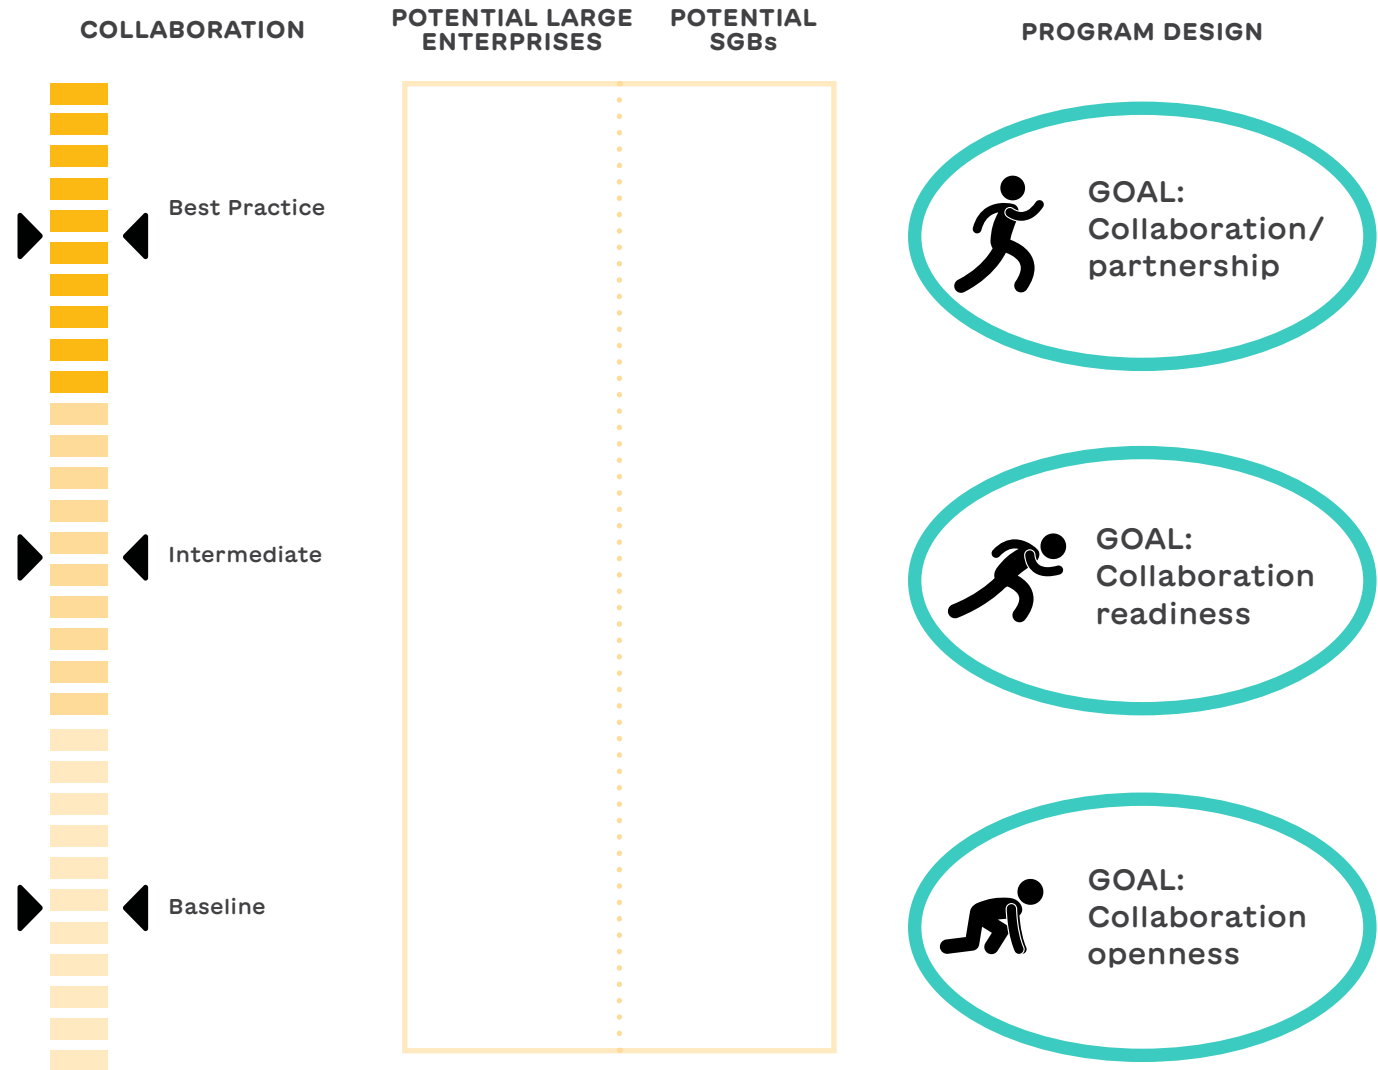 COLLABORATION
POTENTIAL LARGE
ENTERPRISES
POTENTIAL
SGBs
PROGRAM DESIGN
Best Practice
GOAL:
Collaboration/
partnership
Intermediate
GOAL:
Collaboration
readiness
Baseline
GOAL:
Collaboration
openness